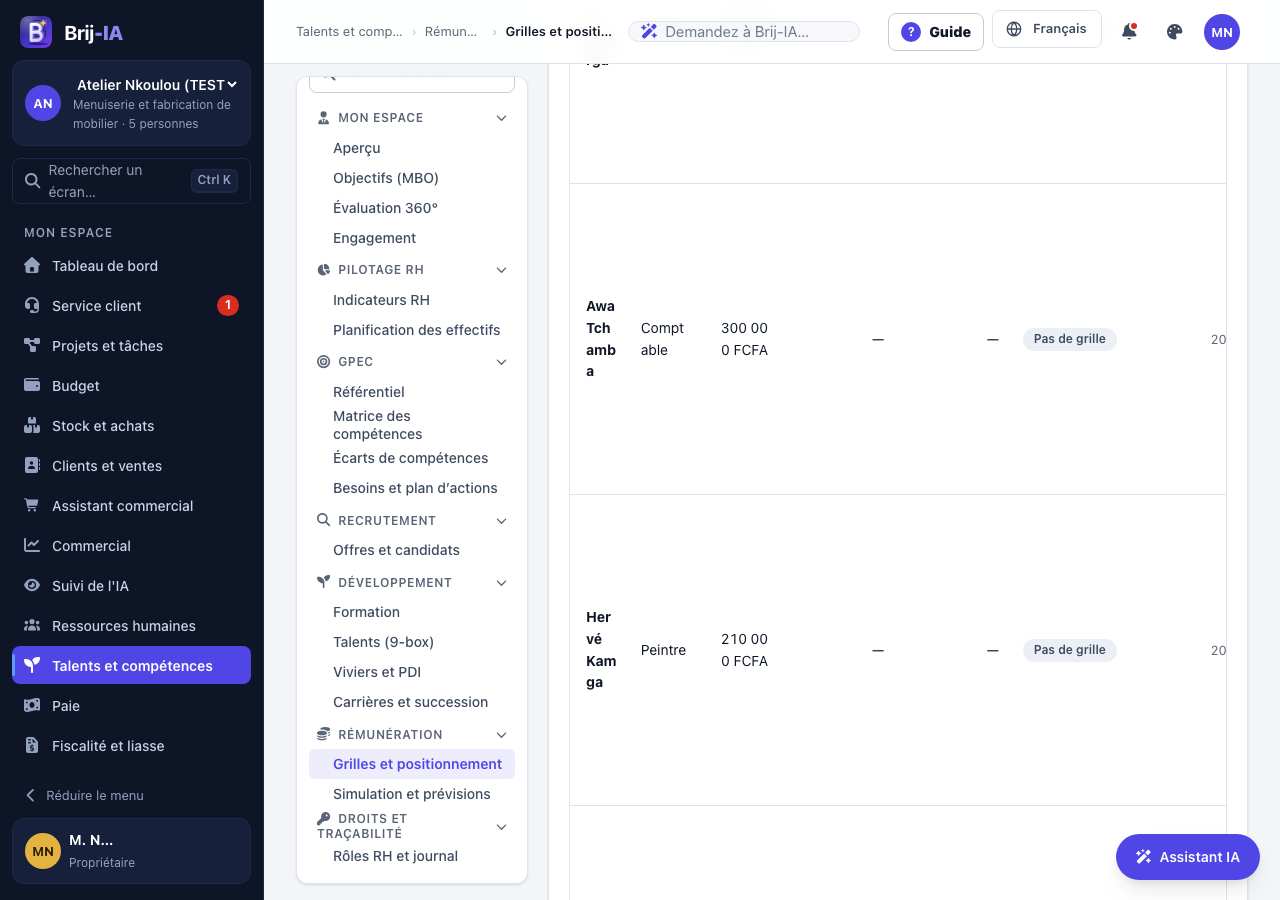 Brij-IA
AN
Atelier Nkoulou (TEST
Menuiserie et fabrication de
mobilier · 5 personnes
Rechercher un
écran...
Ctrl K
MON ESPACE
Tableau de bord
Service client
1
Projets et tâches
Budget
Stock et achats
Clients et ventes
Assistant commercial
Commercial
Suivi de l'IA
Ressources humaines
Talents et compétences
Paie
Fiscalité et liasse
Réduire le menu
MN
M. N...
Propriétaire
Talents et comp... › Rémun... › Grilles et positi...
Demandez à Brij-IA...
? Guide
Français
MN
MON ESPACE
Aperçu
Objectifs (MBO)
Évaluation 360°
Engagement
PILOTAGE RH
Indicateurs RH
Planification des effectifs
GPEC
Référentiel
Matrice des
compétences
Écarts de compétences
Besoins et plan d'actions
RECRUTEMENT
Offres et candidats
DÉVELOPPEMENT
Formation
Talents (9-box)
Viviers et PDI
Carrières et succession
RÉMUNÉRATION
Grilles et positionnement
Simulation et prévisions
DROITS ET
TRAÇABILITÉ
Rôles RH et journal
Awa
Tch
amb
a
Compt
able
300 00
0 FCFA
—
—
Pas de grille
20
Her
vé
Kam
ga
Peintre
210 00
0 FCFA
—
—
Pas de grille
20
Assistant IA